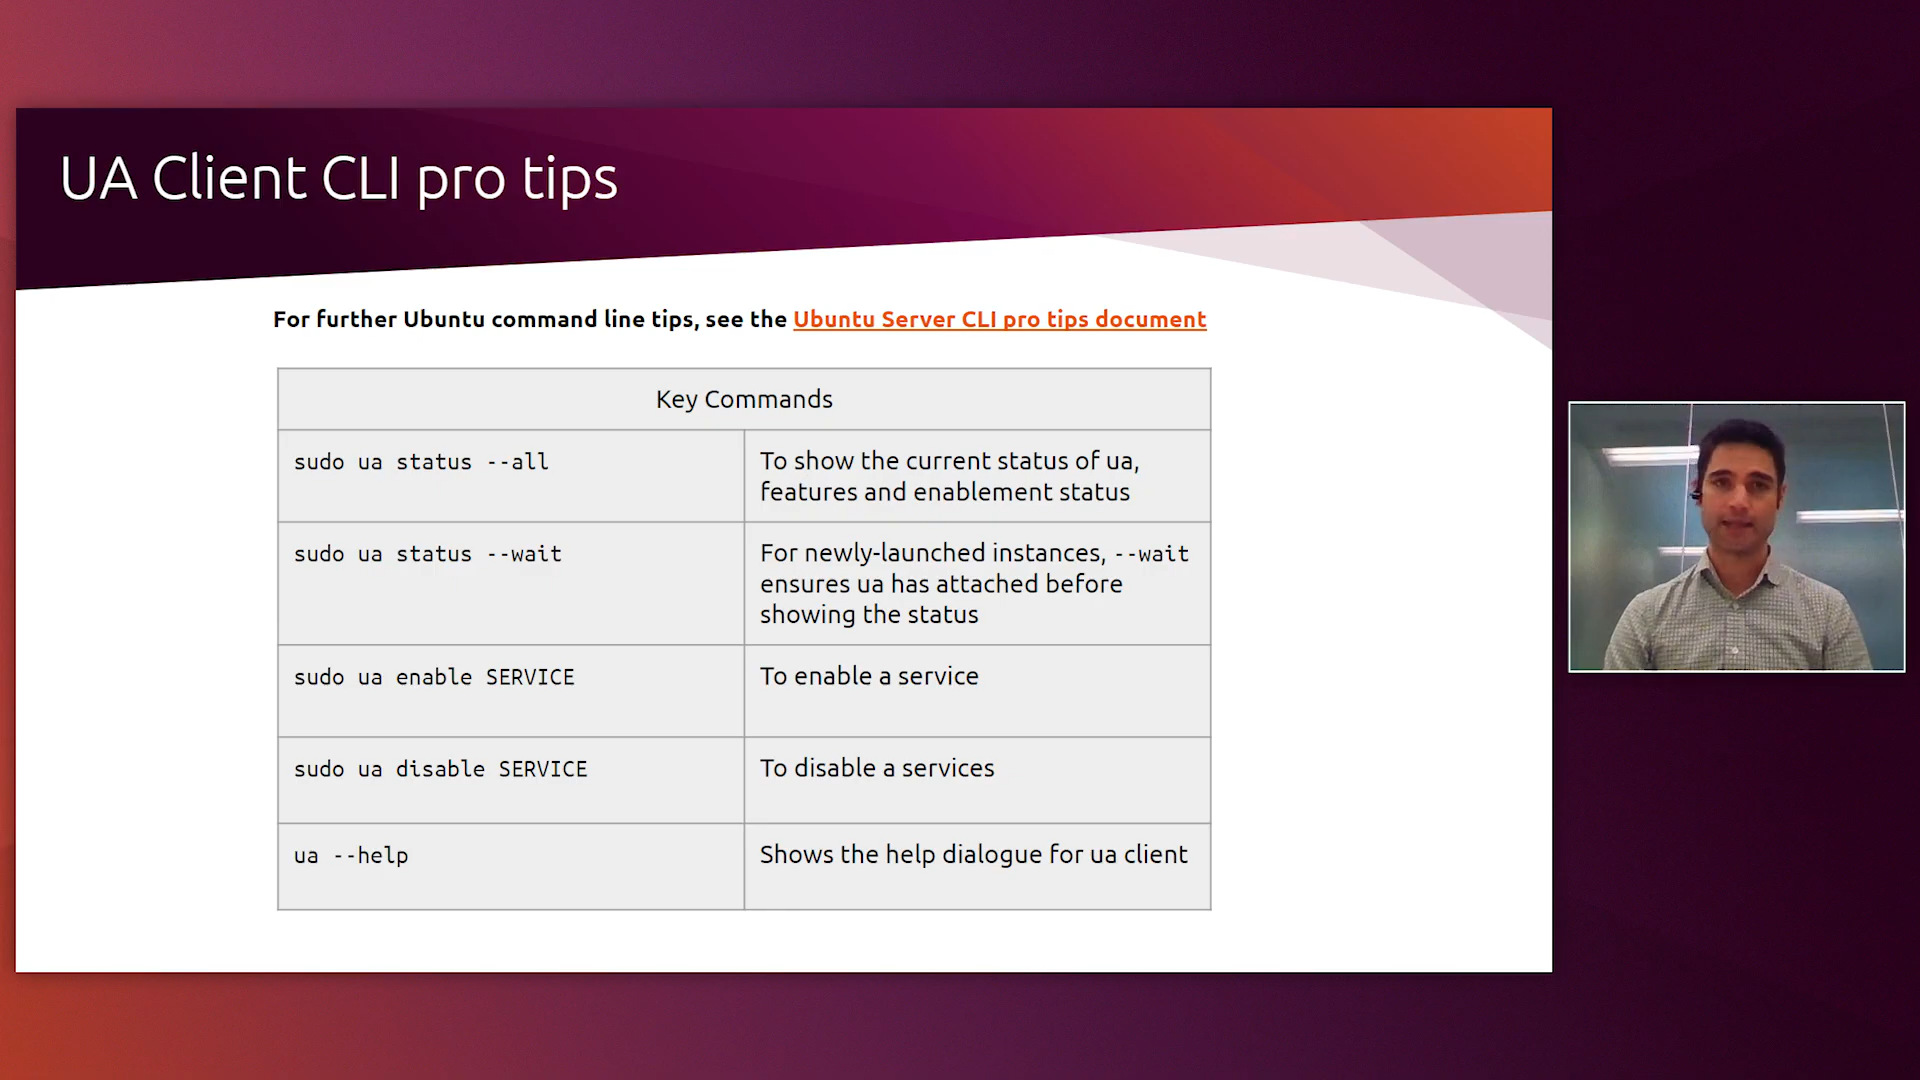 UA Client CLI pro tips
For further Ubuntu command line tips, see the Ubuntu Server CLI pro tips document
Key Commands
sudo ua status --all
To show the current status of ua,
features and enablement status
sudo ua status --wait
For newly-launched instances, --wait
ensures ua has attached before
showing the status
sudo ua enable SERVICE
To enable a service
sudo ua disable SERVICE
To disable a services
ua --help
Shows the help dialogue for ua client